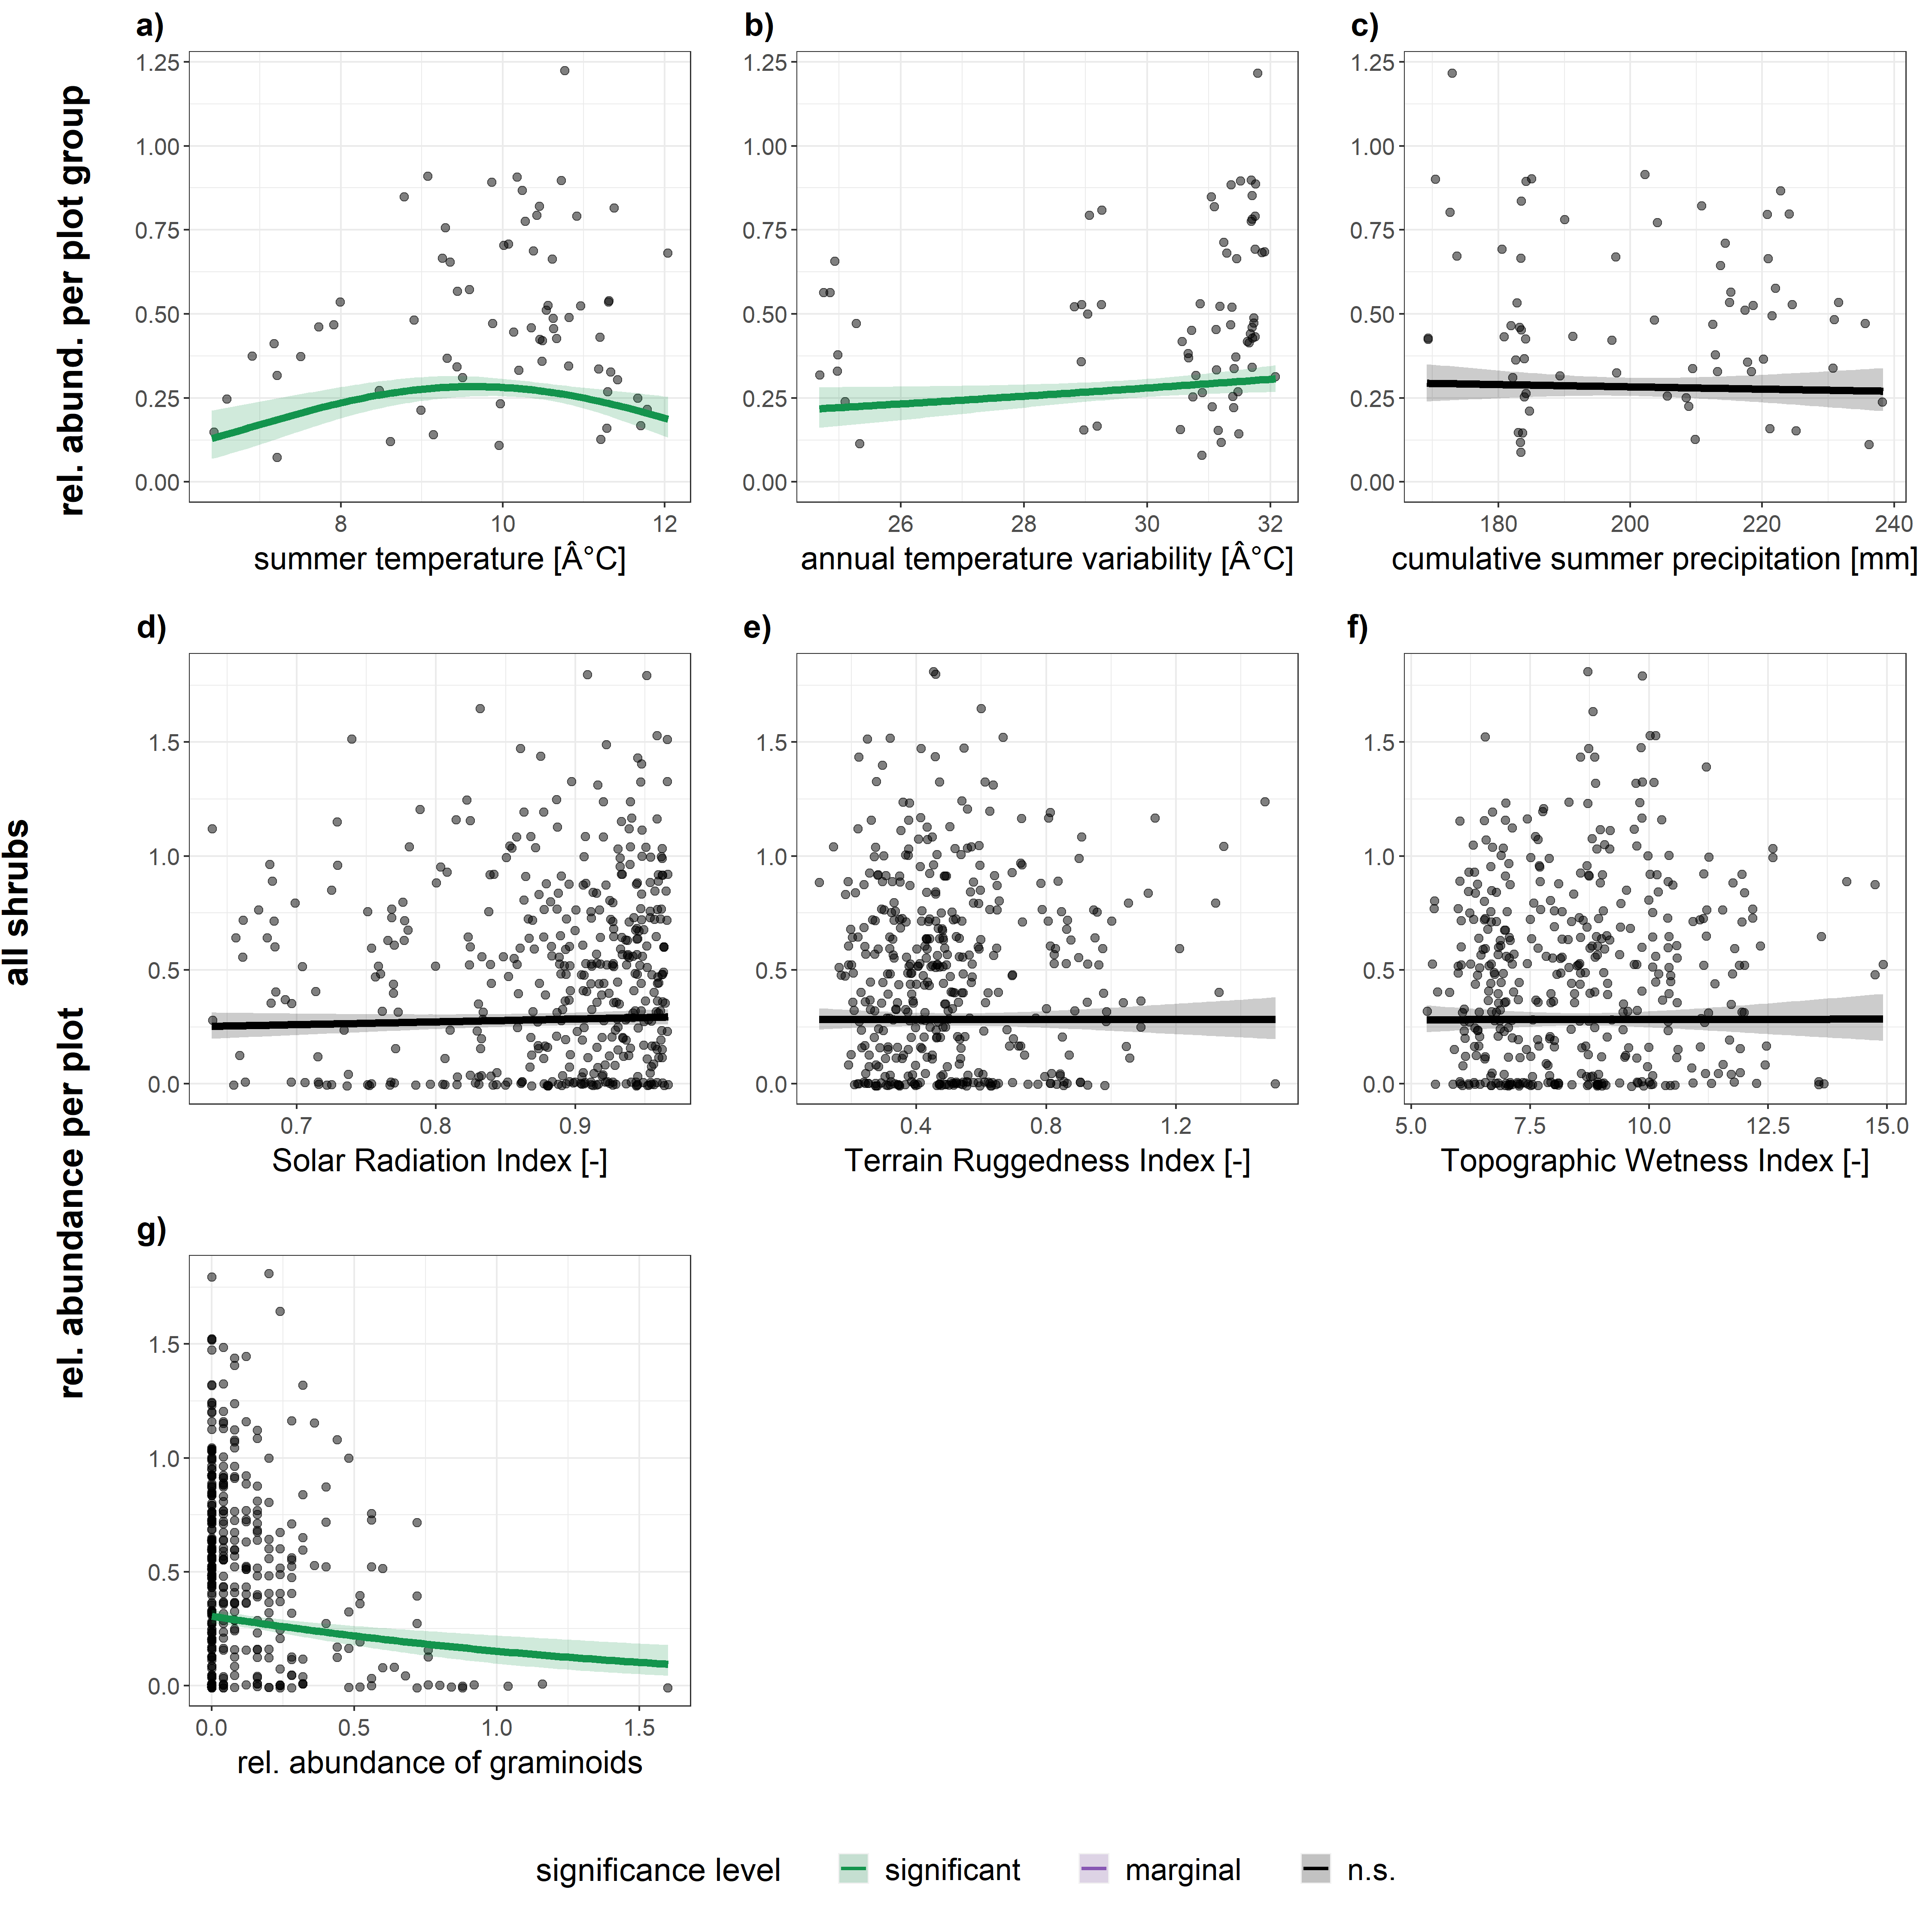 a)
b)
c)
1.25
1.00
0.75
0.50
0.25
0.00
8
10
12
summer temperature [Â°C]
1.25
1.00
0.75
0.50
0.25
0.00
26
28
30
32
annual temperature variability [Â°C]
1.25
1.00
0.75
0.50
0.25
0.00
180
200
220
240
cumulative summer precipitation [mm]
rel. abund. per plot group
all shrubs
rel. abundance per plot
d)
e)
f)
1.5
1.0
0.5
0.0
0.7
0.8
0.9
Solar Radiation Index [-]
1.5
1.0
0.5
0.0
0.4
0.8
1.2
Terrain Ruggedness Index [-]
1.5
1.0
0.5
0.0
5.0
7.5
10.0
12.5
15.0
Topographic Wetness Index [-]
g)
1.5
1.0
0.5
0.0
0.0
0.5
1.0
1.5
rel. abundance of graminoids
significance level
significant
marginal
n.s.